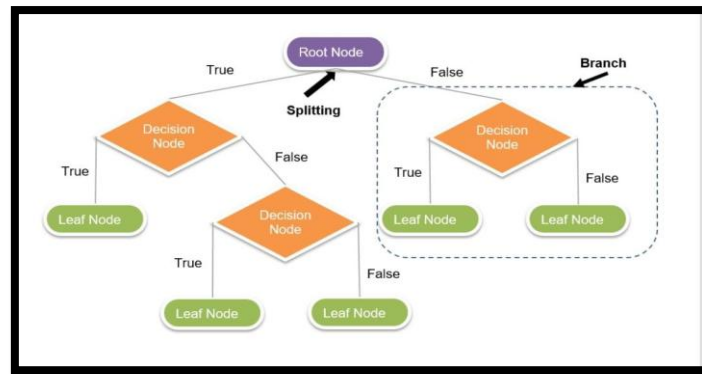 Root Node
True
False
Branch
Splitting
Decision
Node
Decision
Node
True
False
True
False
Leaf Node
Decision
Node
Leaf Node
Leaf Node
True
False
Leaf Node
Leaf Node